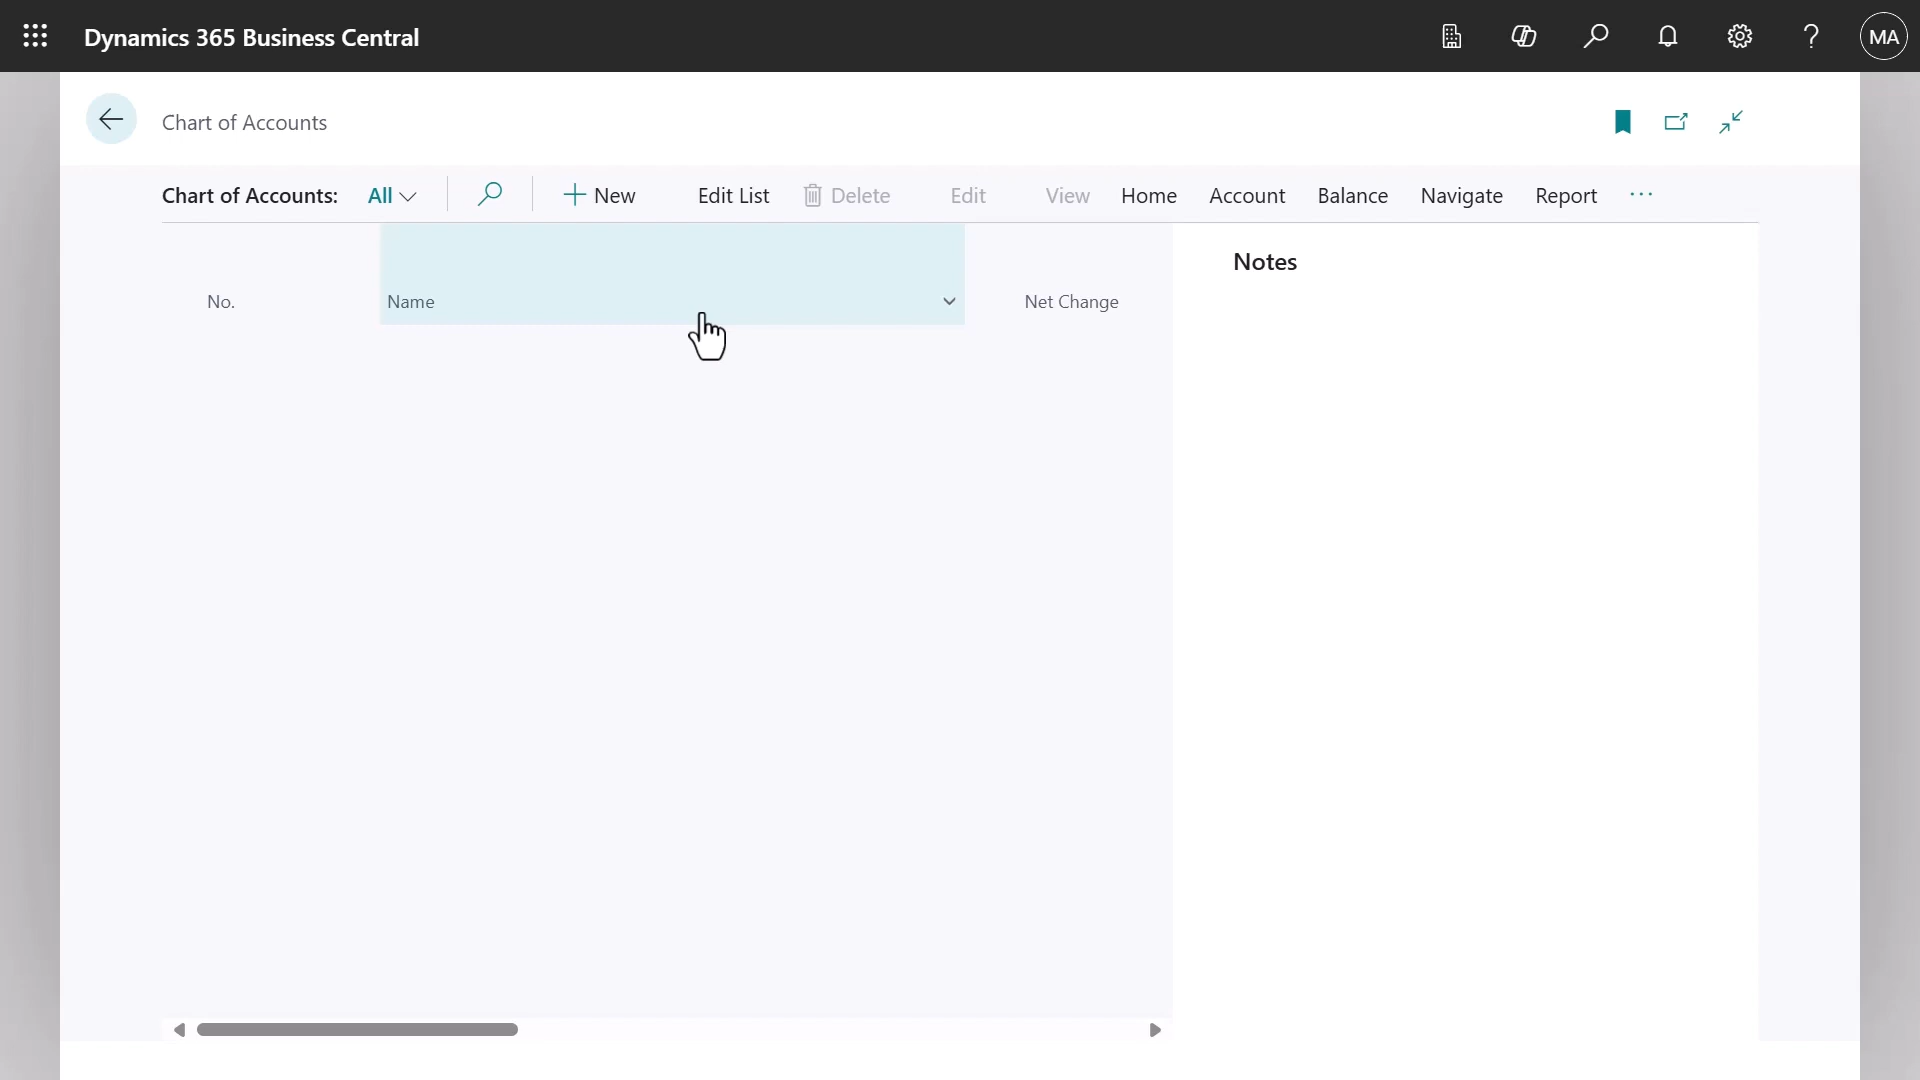 Dynamics 365 Business Central
MA
Chart of Accounts
Chart of Accounts: All New Edit List Delete Edit View Home Account Balance Navigate Report ...
Notes
No. Name Net Change